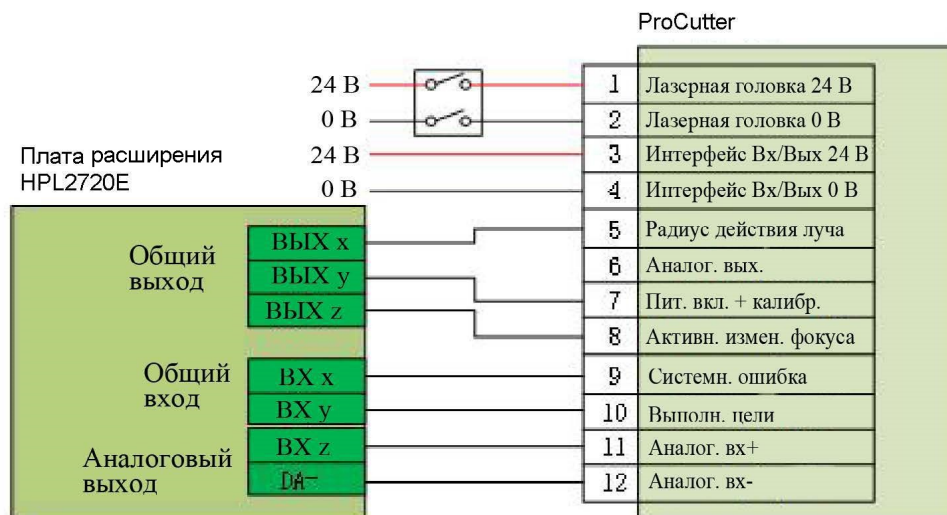 ProCutter
24 В
1 Лазерная головка 24 В
0 В
2 Лазерная головка 0 В
Плата расширения
HPL2720E
24 В
3 Интерфейс Вх/Вых 24 В
0 В
4 Интерфейс Вх/Вых 0 В
Общий
выход
ВЫХ x
ВЫХ y
ВЫХ z
5 Радиус действия луча
6 Аналог. вых.
7 Пит. вкл. + калибр.
8 Активн. измен. фокуса
Общий
вход
ВХ x
ВХ y
9 Системн. ошибка
10 Выполн. цели
Аналоговый
выход
ВХ z
DA-
11 Аналог. вх+
12 Аналог. вх-